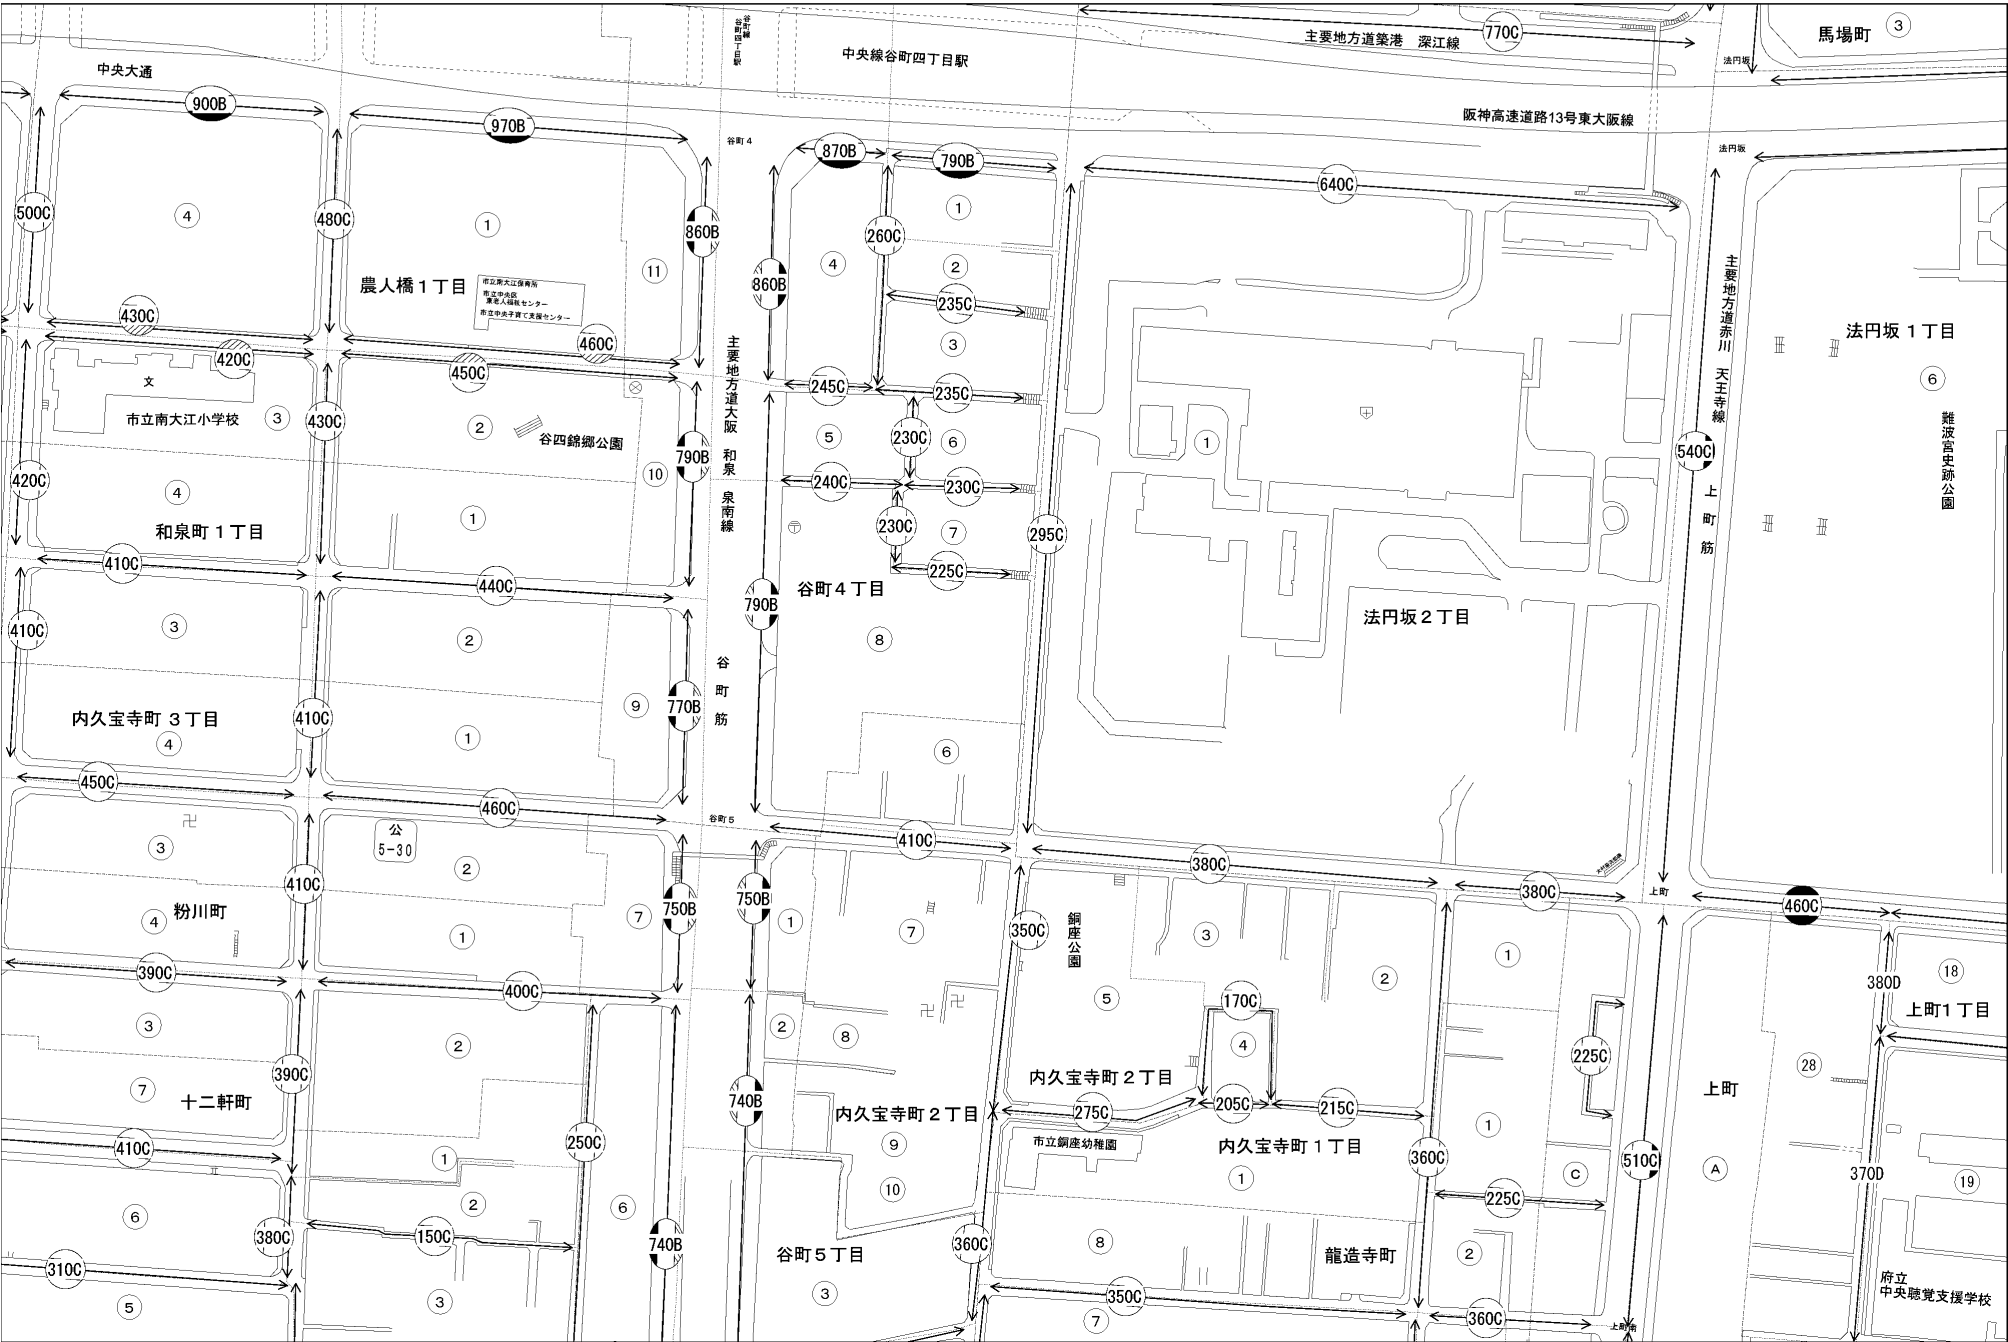 770C
主要地方道築港 深江線
馬場町
3
谷町線
谷町四丁目駅
中央線谷町四丁目駅
法円坂
中央大通
900B
970B
阪神高速道路13号東大阪線
谷町4
870B
790B
法円坂
640C
500C
4
480C
1
860B
260C
1
4
2
11
860B
農人橋1丁目
市立南大江保育所
市立中央区
東老人福祉センター
市立中央子育て支援センター
235C
主要地方道赤川 天王寺線
法円坂1丁目
6
難波宮史跡公園
430C
460C
420C
450C
主要地方道大阪 和泉 泉南線
3
245C
235C
文
市立南大江小学校
3
430C
2
谷四錦郷公園
790B
10
5
230C
6
1
540C
上町筋
420C
4
240C
230C
和泉町1丁目
1
230C
7
295C
410C
440C
225C
790B
谷町4丁目
法円坂2丁目
410C
3
2
8
谷町筋
9
770B
内久宝寺町3丁目
410C
4
1
6
450C
460C
谷町5
410C
公
5-30
3
2
380C
380C
上町
460C
410C
4
粉川町
7
750B
750B
1
7
350C
銅座公園
3
1
1
2
390C
400C
5
170C
380D
18
上町1丁目
3
2
2
8
4
225C
28
390C
7
十二軒町
740B
内久宝寺町2丁目
内久宝寺町2丁目
275C
205C
215C
上町
410C
250C
9
市立銅座幼稚園
内久宝寺町1丁目
1
360C
1
510C
370D
1
10
1
C
A
19
6
2
6
225C
380C
150C
740B
谷町5丁目
360C
8
龍造寺町
2
310C
5
3
3
350C
7
360C
上町南
府立
中央聴覚支援学校